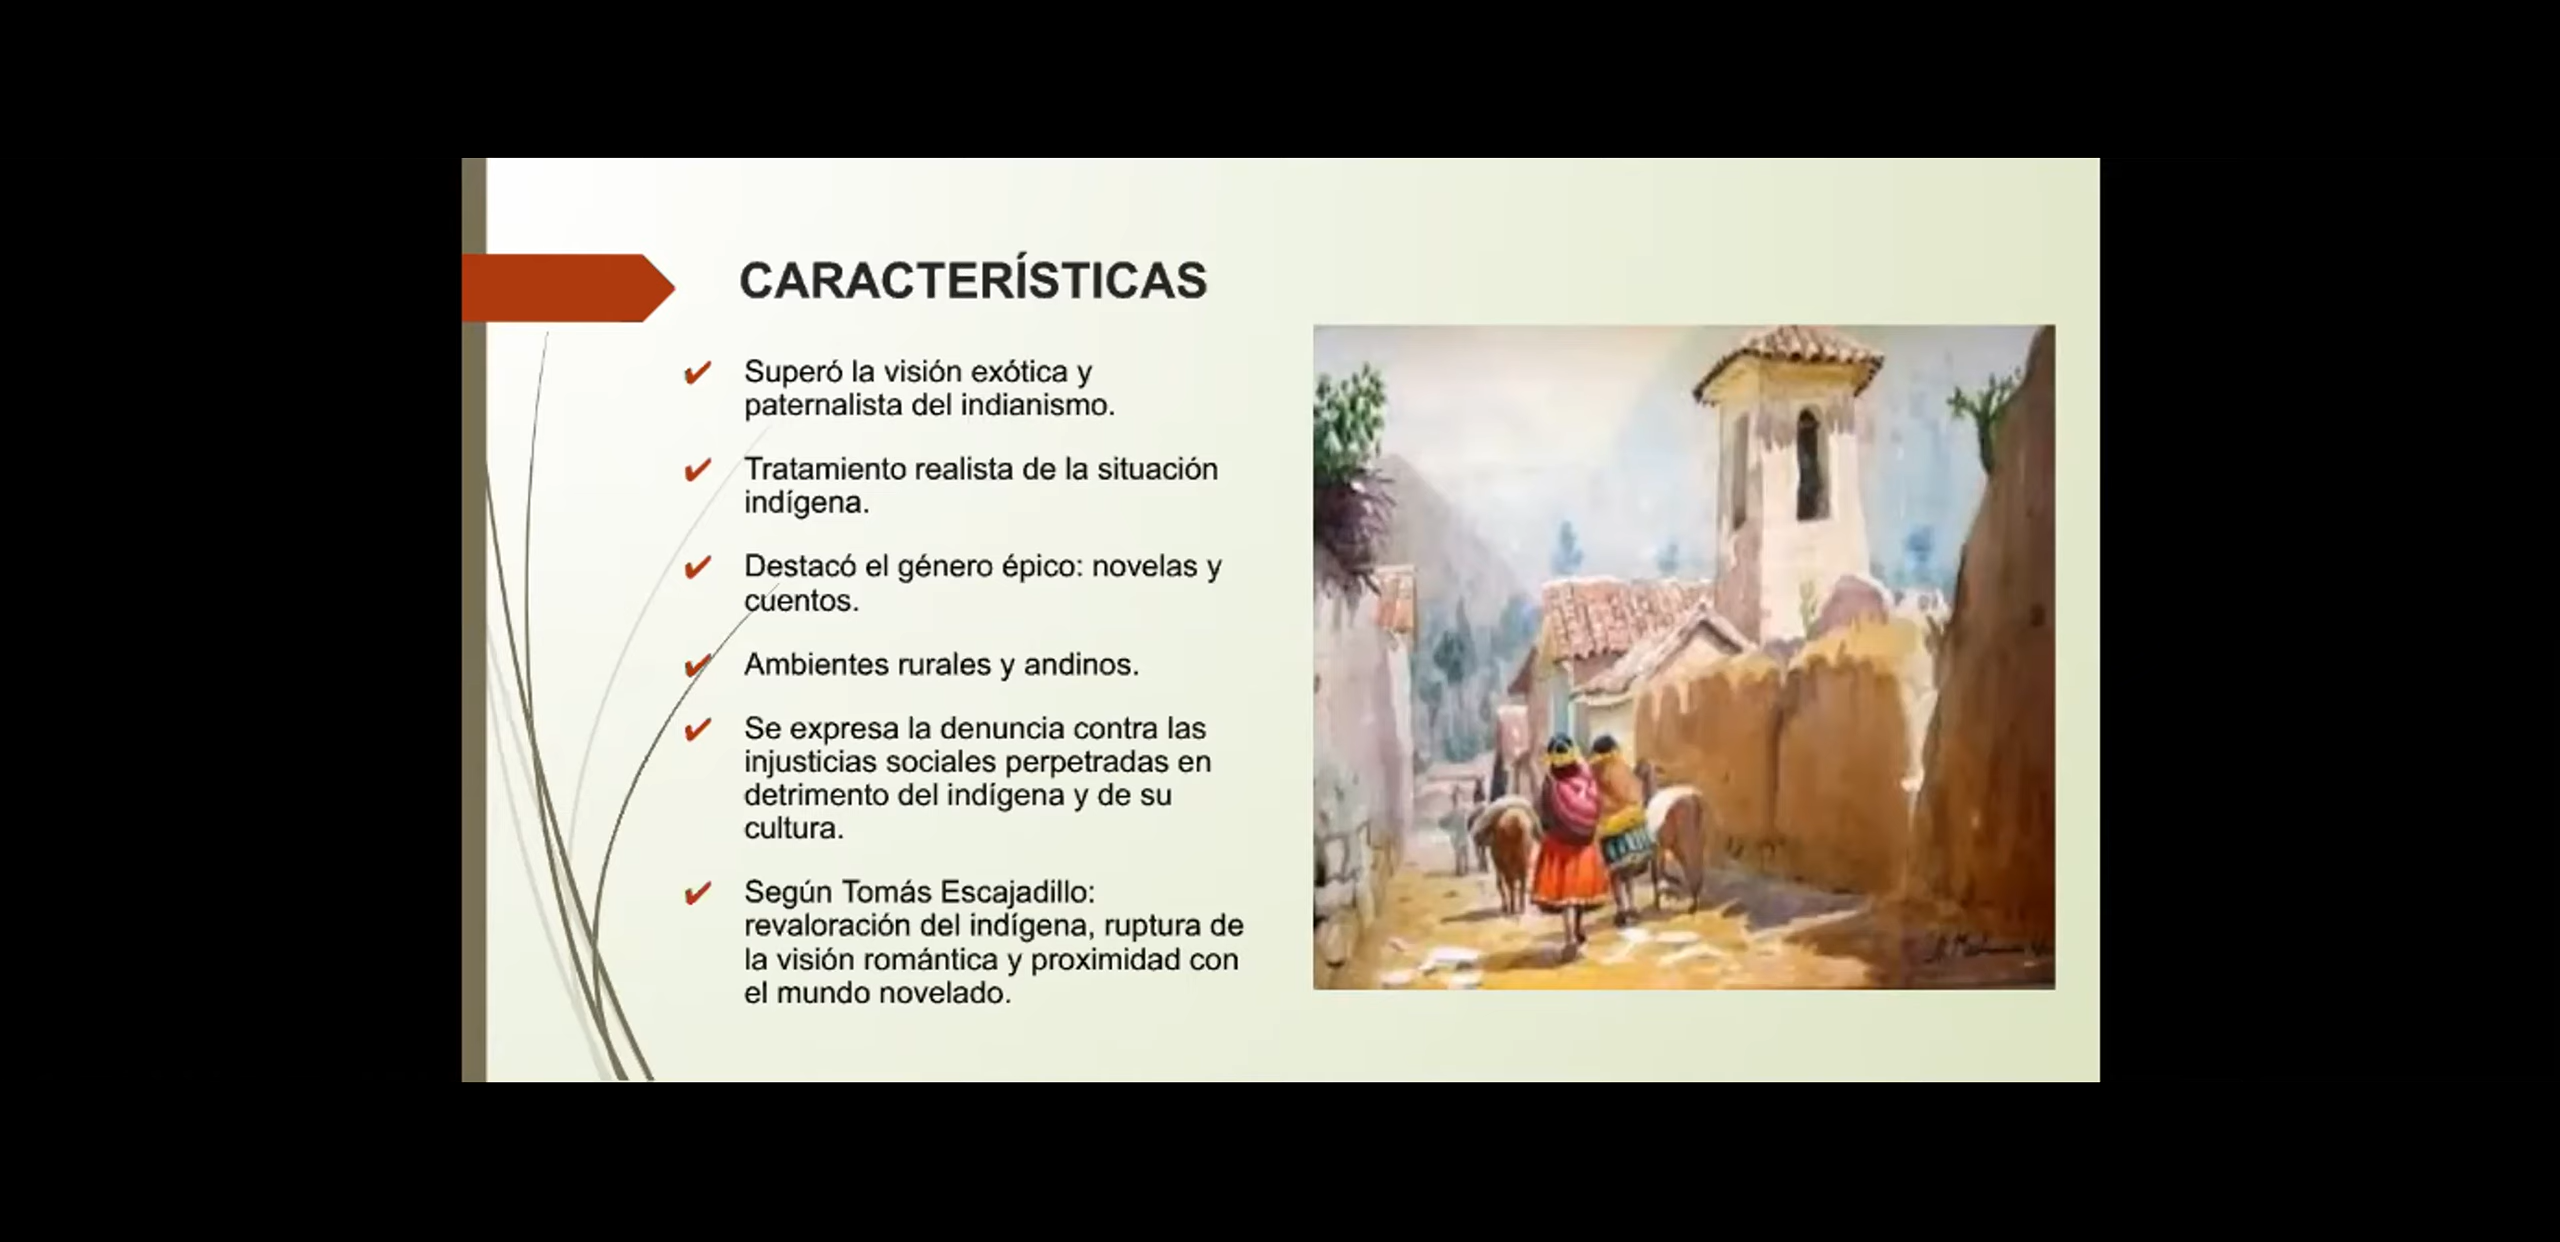 CARACTERÍSTICAS
✔ Superó la visión exótica y
paternalista del indianismo.
✔ Tratamiento realista de la situación
indígena.
✔ Destacó el género épico: novelas y
cuentos.
✔ Ambientes rurales y andinos.
✔ Se expresa la denuncia contra las
injusticias sociales perpetradas en
detrimento del indígena y de su
cultura.
✔ Según Tomás Escajadillo:
revaloración del indígena, ruptura de
la visión romántica y proximidad con
el mundo novelado.